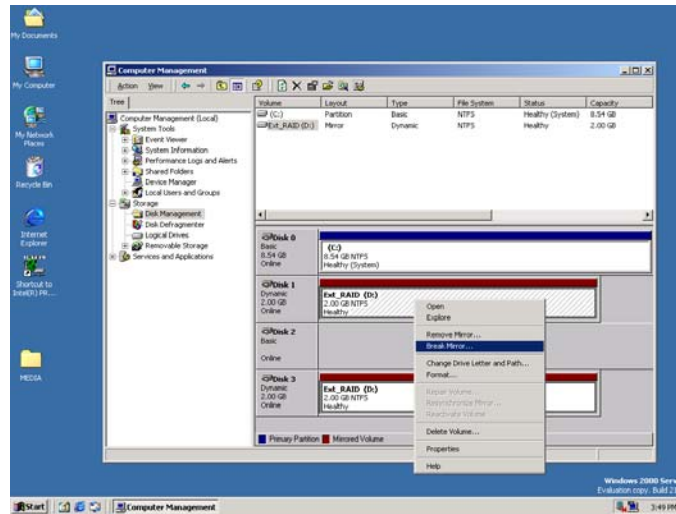 My Documents
My Computer
My Network
Places
Recycle Bin
Internet
Explorer
Shortcut to
Intel(R) PR...
MEDIA
Computer Management
Action View
Tree
Computer Management (Local)
System Tools
Event Viewer
System Information
Performance Logs and Alerts
Shared Folders
Device Manager
Local Users and Groups
Storage
Disk Management
Disk Defragmenter
Logical Drives
Removable Storage
Services and Applications
Volume Layout Type File System Status Capacity
(C:) Partition Basic NTFS Healthy (System) 8.54 GB
Ext_RAID (D:) Mirror Dynamic NTFS Healthy 2.00 GB
Disk 0
Basic
8.54 GB
Online
(C:)
8.54 GB NTFS
Healthy (System)
Disk 1
Dynamic
2.00 GB
Online
Ext_RAID (D:)
2.00 GB NTFS
Healthy
Disk 2
Basic
Online
Disk 3
Dynamic
2.00 GB
Online
Ext_RAID (D:)
2.00 GB NTFS
Healthy
Primary Partition Mirrored Volume
Open
Explore
Remove Mirror...
Break Mirror...
Change Drive Letter and Path...
Format...
Repair Volume...
Resynchronize Mirror...
Reactivate Volume
Delete Volume...
Properties
Help
Windows 2000 Serv
Evaluation copy. Build 21
Start
Computer Management
3:49 PM